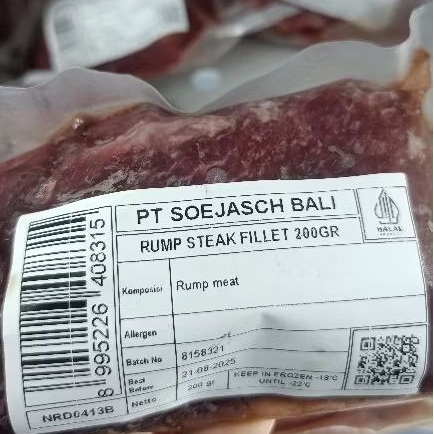 PT SOEJASCH BALI
HALAL
RUMP STEAK FILLET 200GR
Komposisi Rump meat
Allergen
Batch No 8158321
Best Before 21-08-2025
Netto 200 gr
KEEP IN FROZEN -18°C
UNTIL -22°C
8 995226 408315
NRD0413B